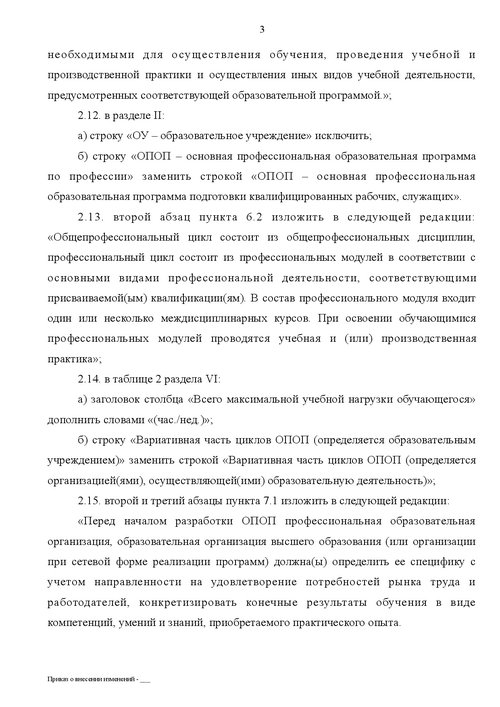 3
необходимыми для осуществления обучения, проведения учебной и
производственной практики и осуществления иных видов учебной деятельности,
предусмотренных соответствующей образовательной программой.»;
2.12. в разделе II:
а) строку «ОУ – образовательное учреждение» исключить;
б) строку «ОПОП – основная профессиональная образовательная программа
по профессии» заменить строкой «ОПОП – основная профессиональная
образовательная программа подготовки квалифицированных рабочих, служащих».
2.13. второй абзац пункта 6.2 изложить в следующей редакции:
«Общепрофессиональный цикл состоит из общепрофессиональных дисциплин,
профессиональный цикл состоит из профессиональных модулей в соответствии с
основными видами профессиональной деятельности, соответствующими
присваиваемой(ым) квалификации(ям). В состав профессионального модуля входит
один или несколько междисциплинарных курсов. При освоении обучающимися
профессиональных модулей проводятся учебная и (или) производственная
практика»;
2.14. в таблице 2 раздела VI:
а) заголовок столбца «Всего максимальной учебной нагрузки обучающегося»
дополнить словами «(час./нед.)»;
б) строку «Вариативная часть циклов ОПОП (определяется образовательным
учреждением)» заменить строкой «Вариативная часть циклов ОПОП (определяется
организацией(ями), осуществляющей(ими) образовательную деятельность)»;
2.15. второй и третий абзацы пункта 7.1 изложить в следующей редакции:
«Перед началом разработки ОПОП профессиональная образовательная
организация, образовательная организация высшего образования (или организации
при сетевой форме реализации программ) должна(ы) определить ее специфику с
учетом направленности на удовлетворение потребностей рынка труда и
работодателей, конкретизировать конечные результаты обучения в виде
компетенций, умений и знаний, приобретаемого практического опыта.
Приказ о внесении изменений - ___